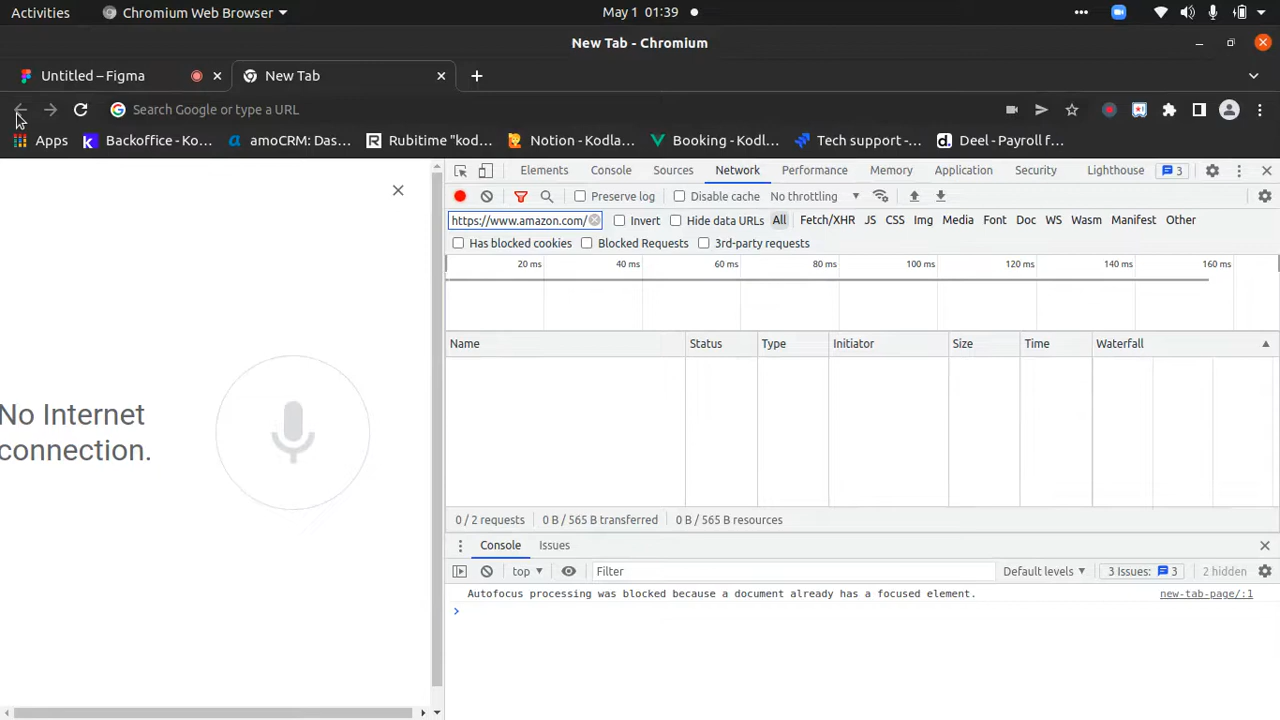 Activities
Chromium Web Browser
May 1 01:39
New Tab - Chromium
Untitled – Figma
New Tab
Search Google or type a URL
Apps
Backoffice - Ko...
amoCRM: Das...
Rubitime "kod...
Notion - Kodla...
Booking - Kodl...
Tech support -...
Deel - Payroll f...
No Internet
connection.
Elements
Console
Sources
Network
Performance
Memory
Application
Security
Lighthouse
3
Preserve log
Disable cache
No throttling
https://www.amazon.com/
Invert
Hide data URLs
All
Fetch/XHR
JS
CSS
Img
Media
Font
Doc
WS
Wasm
Manifest
Other
Has blocked cookies
Blocked Requests
3rd-party requests
20 ms
40 ms
60 ms
80 ms
100 ms
120 ms
140 ms
160 ms
Name
Status
Type
Initiator
Size
Time
Waterfall
0 / 2 requests
0 B / 565 B transferred
0 B / 565 B resources
Console
Issues
top
Filter
Default levels
3 Issues:
3
2 hidden
Autofocus processing was blocked because a document already has a focused element.
new-tab-page/:1